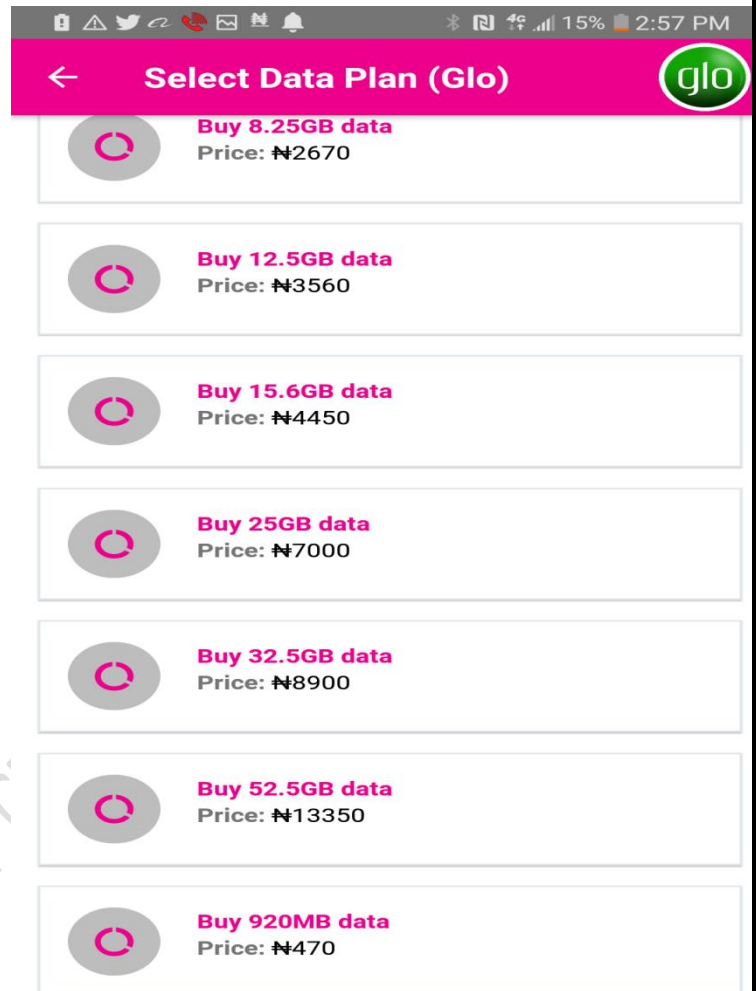 15% 2:57 PM
Select Data Plan (Glo)
glo
Buy 8.25GB data
Price: ₦2670
Buy 12.5GB data
Price: ₦3560
Buy 15.6GB data
Price: ₦4450
Buy 25GB data
Price: ₦7000
Buy 32.5GB data
Price: ₦8900
Buy 52.5GB data
Price: ₦13350
Buy 920MB data
Price: ₦470